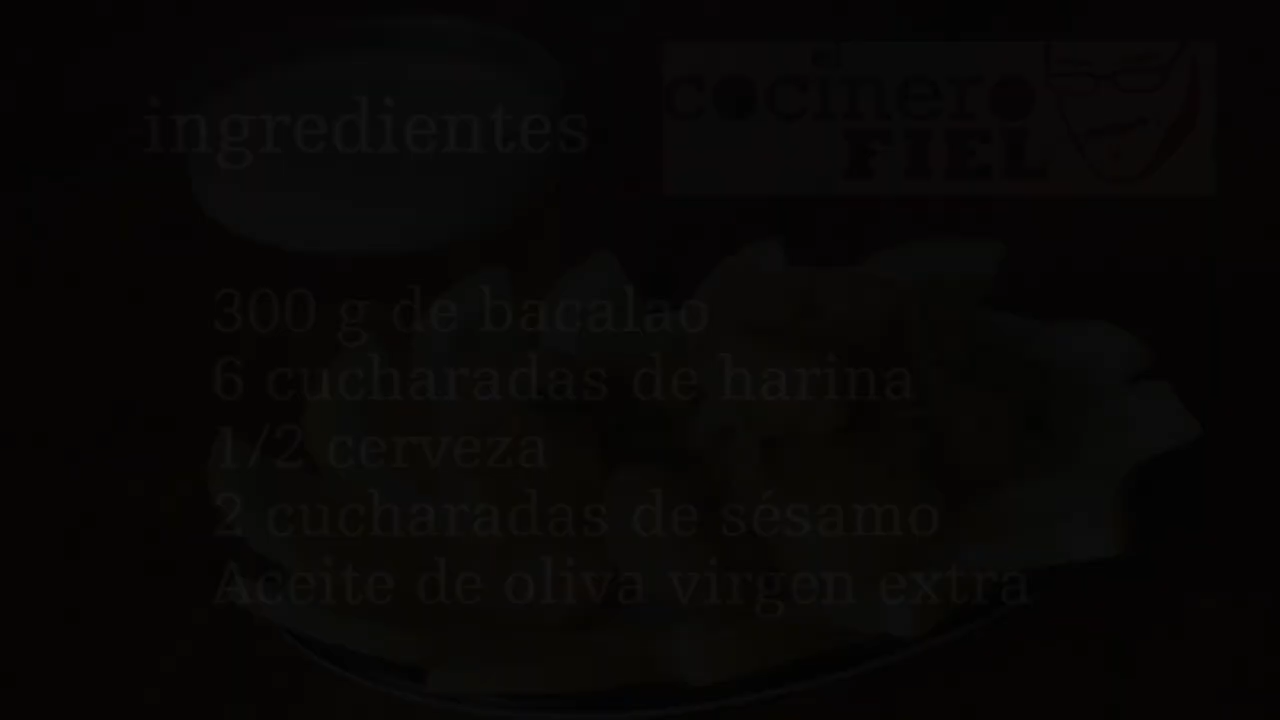 ingredientes
el
cocinero
FIEL
300 g de bacalao
6 cucharadas de harina
1/2 cerveza
2 cucharadas de sésamo
Aceite de oliva virgen extra